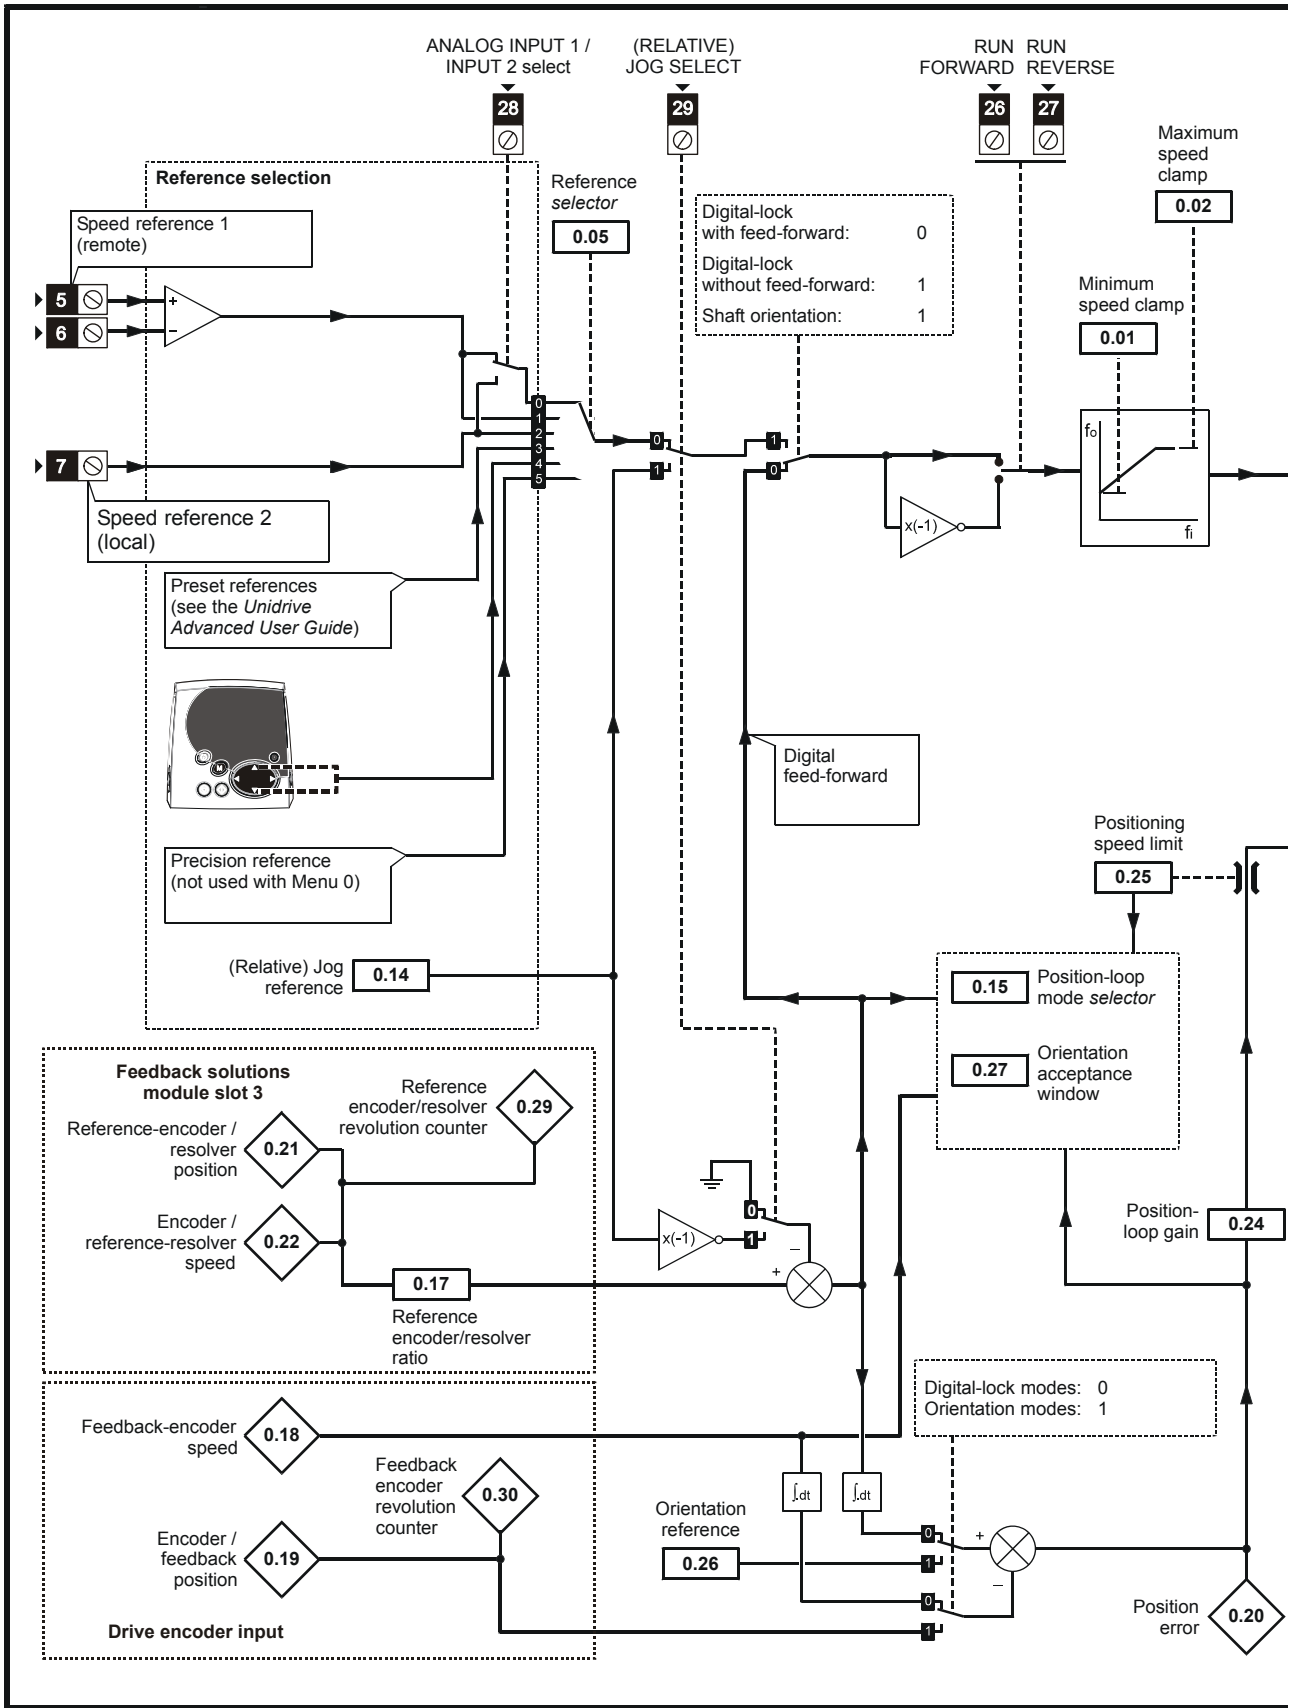 ANALOG INPUT 1 /
INPUT 2 select
28
(RELATIVE)
JOG SELECT
29
RUN
FORWARD
26
RUN
REVERSE
27
Maximum
speed
clamp
0.02
Reference selection
Reference
selector
0.05
Digital-lock
with feed-forward: 0
Digital-lock
without feed-forward: 1
Shaft orientation: 1
Minimum
speed clamp
0.01
Speed reference 1
(remote)
5
6
+
–
7
Speed reference 2
(local)
0
1
2
3
4
5
0
1
1
0
x(-1)
fo
fi
Preset references
(see the Unidrive
Advanced User Guide)
M
Digital
feed-forward
Precision reference
(not used with Menu 0)
Positioning
speed limit
0.25
(Relative) Jog
reference
0.14
0.15
Position-loop
mode selector
0.27
Orientation
acceptance
window
Feedback solutions
module slot 3
Reference
encoder/resolver
revolution counter
0.29
Reference-encoder /
resolver
position
0.21
Encoder /
reference-resolver
speed
0.22
0.17
Reference
encoder/resolver
ratio
x(-1)
0
1
–
+
Position-
loop gain
0.24
Digital-lock modes: 0
Orientation modes: 1
Feedback-encoder
speed
0.18
Feedback
encoder
revolution
counter
0.30
∫.dt
∫.dt
Orientation
reference
0.26
0
1
+
–
0
1
Encoder /
feedback
position
0.19
Drive encoder input
Position
error
0.20